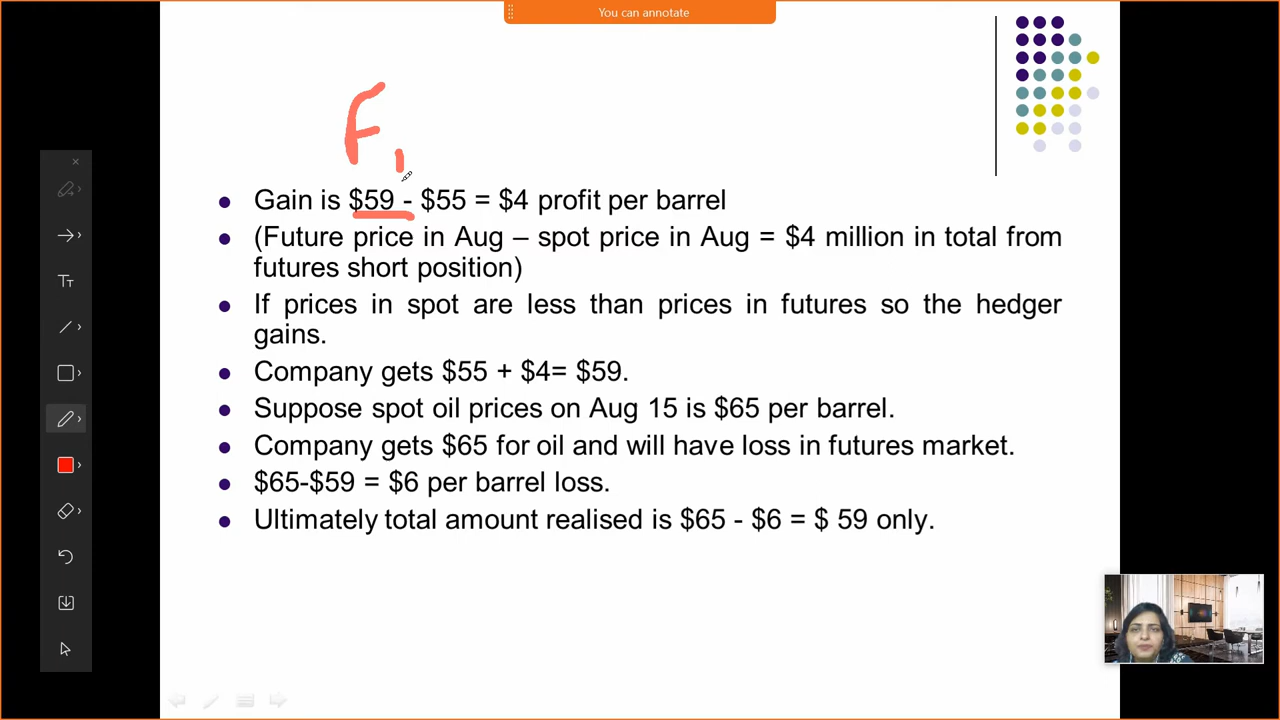 You can annotate
F1
Gain is $59 - $55 = $4 profit per barrel
(Future price in Aug – spot price in Aug = $4 million in total from
futures short position)
If prices in spot are less than prices in futures so the hedger
gains.
Company gets $55 + $4= $59.
Suppose spot oil prices on Aug 15 is $65 per barrel.
Company gets $65 for oil and will have loss in futures market.
$65-$59 = $6 per barrel loss.
Ultimately total amount realised is $65 - $6 = $ 59 only.
TT